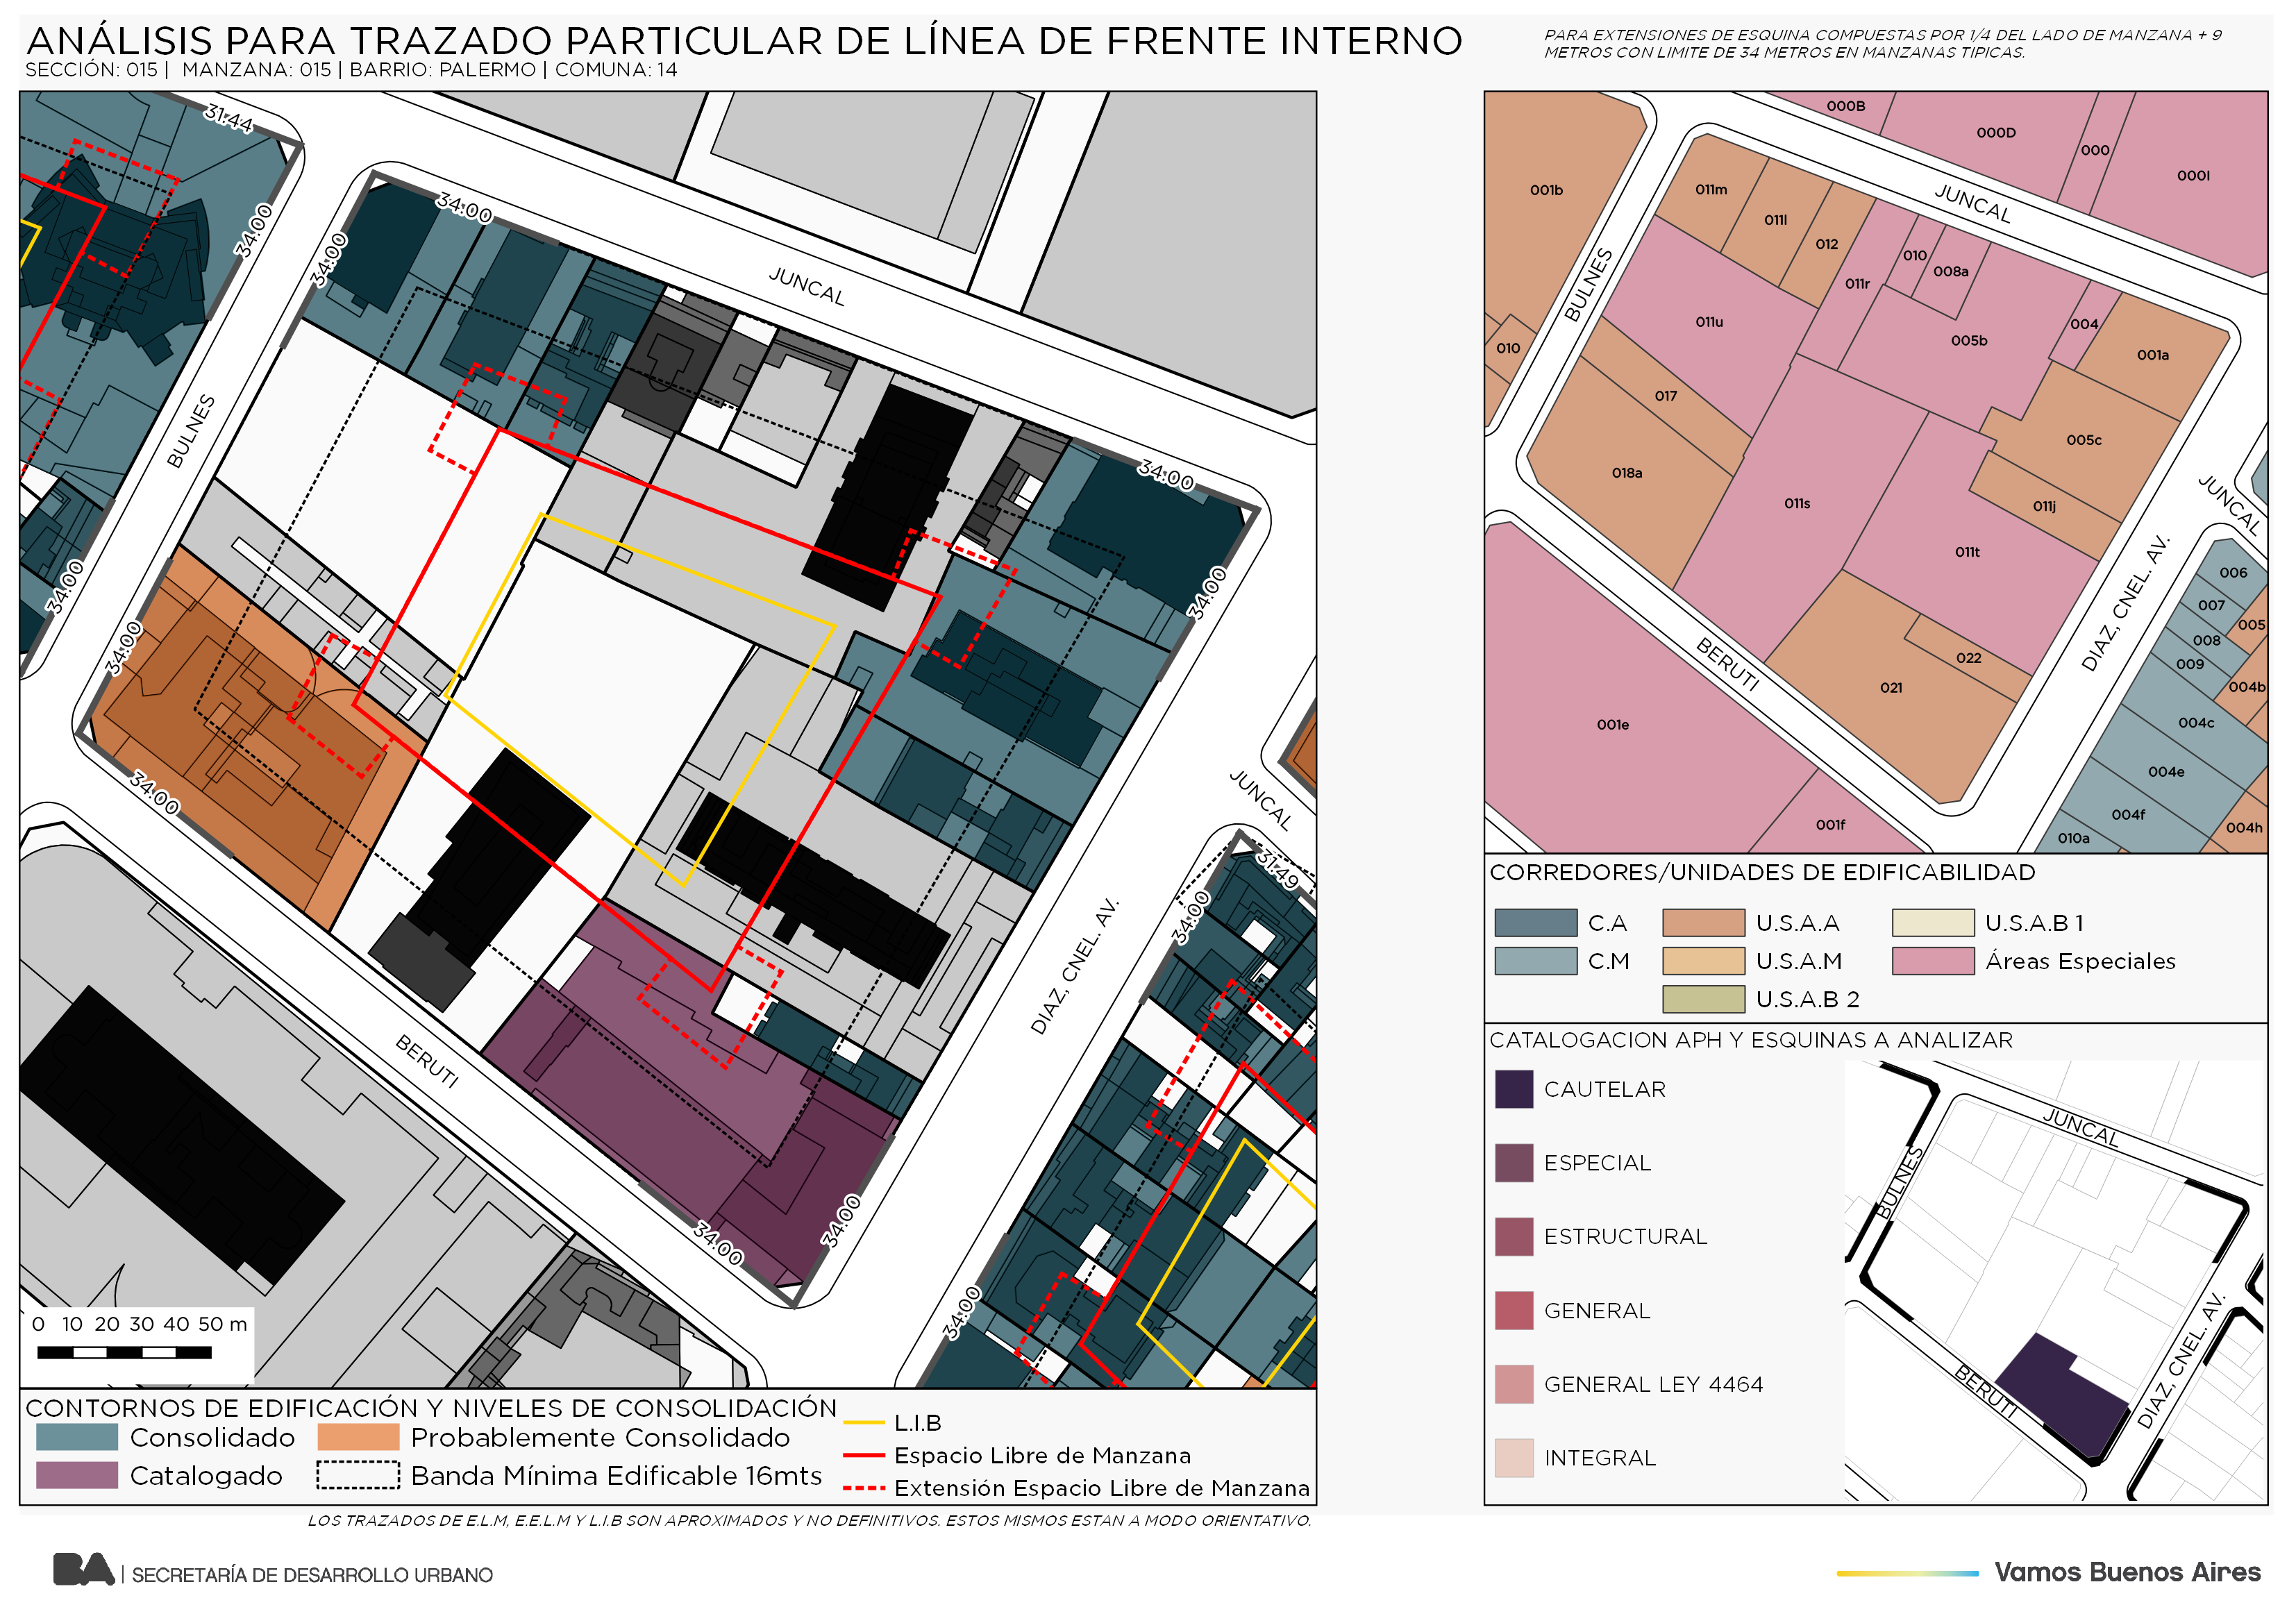 ANÁLISIS PARA TRAZADO PARTICULAR DE LÍNEA DE FRENTE INTERNO
SECCIÓN: 015 | MANZANA: 015 | BARRIO: PALERMO | COMUNA: 14
PARA EXTENSIONES DE ESQUINA COMPUESTAS POR 1/4 DEL LADO DE MANZANA + 9
METROS CON LIMITE DE 34 METROS EN MANZANAS TIPICAS.
31.44
34.00
34.00
34.00
JUNCAL
BULNES
34.00
34.00
34.00
34.00
34.00
JUNCAL
31.49
34.00
DIAZ, CNEL. AV.
BERUTI
34.00
34.00
34.00
0 10 20 30 40 50 m
CONTORNOS DE EDIFICACIÓN Y NIVELES DE CONSOLIDACIÓN
Consolidado
Probablemente Consolidado
Catalogado
Banda Mínima Edificable 16mts
L.I.B
Espacio Libre de Manzana
Extensión Espacio Libre de Manzana
LOS TRAZADOS DE E.L.M, E.E.L.M Y L.I.B SON APROXIMADOS Y NO DEFINITIVOS. ESTOS MISMOS ESTAN A MODO ORIENTATIVO.
000B
000D
000
000I
001b
011m
011l
012
JUNCAL
010
008a
011r
BULNES
011u
005b
004
001a
010
017
005c
018a
011s
011j
JUNCAL
011t
DIAZ, CNEL. AV.
006
007
005
008
009
004b
BERUTI
022
021
001e
004c
004e
004f
001f
010a
004h
CORREDORES/UNIDADES DE EDIFICABILIDAD
C.A
U.S.A.A
U.S.A.B 1
C.M
U.S.A.M
Áreas Especiales
U.S.A.B 2
CATALOGACION APH Y ESQUINAS A ANALIZAR
CAUTELAR
ESPECIAL
ESTRUCTURAL
GENERAL
GENERAL LEY 4464
INTEGRAL
JUNCAL
BULNES
BERUTI
DIAZ, CNEL. AV.
BA | SECRETARÍA DE DESARROLLO URBANO
Vamos Buenos Aires